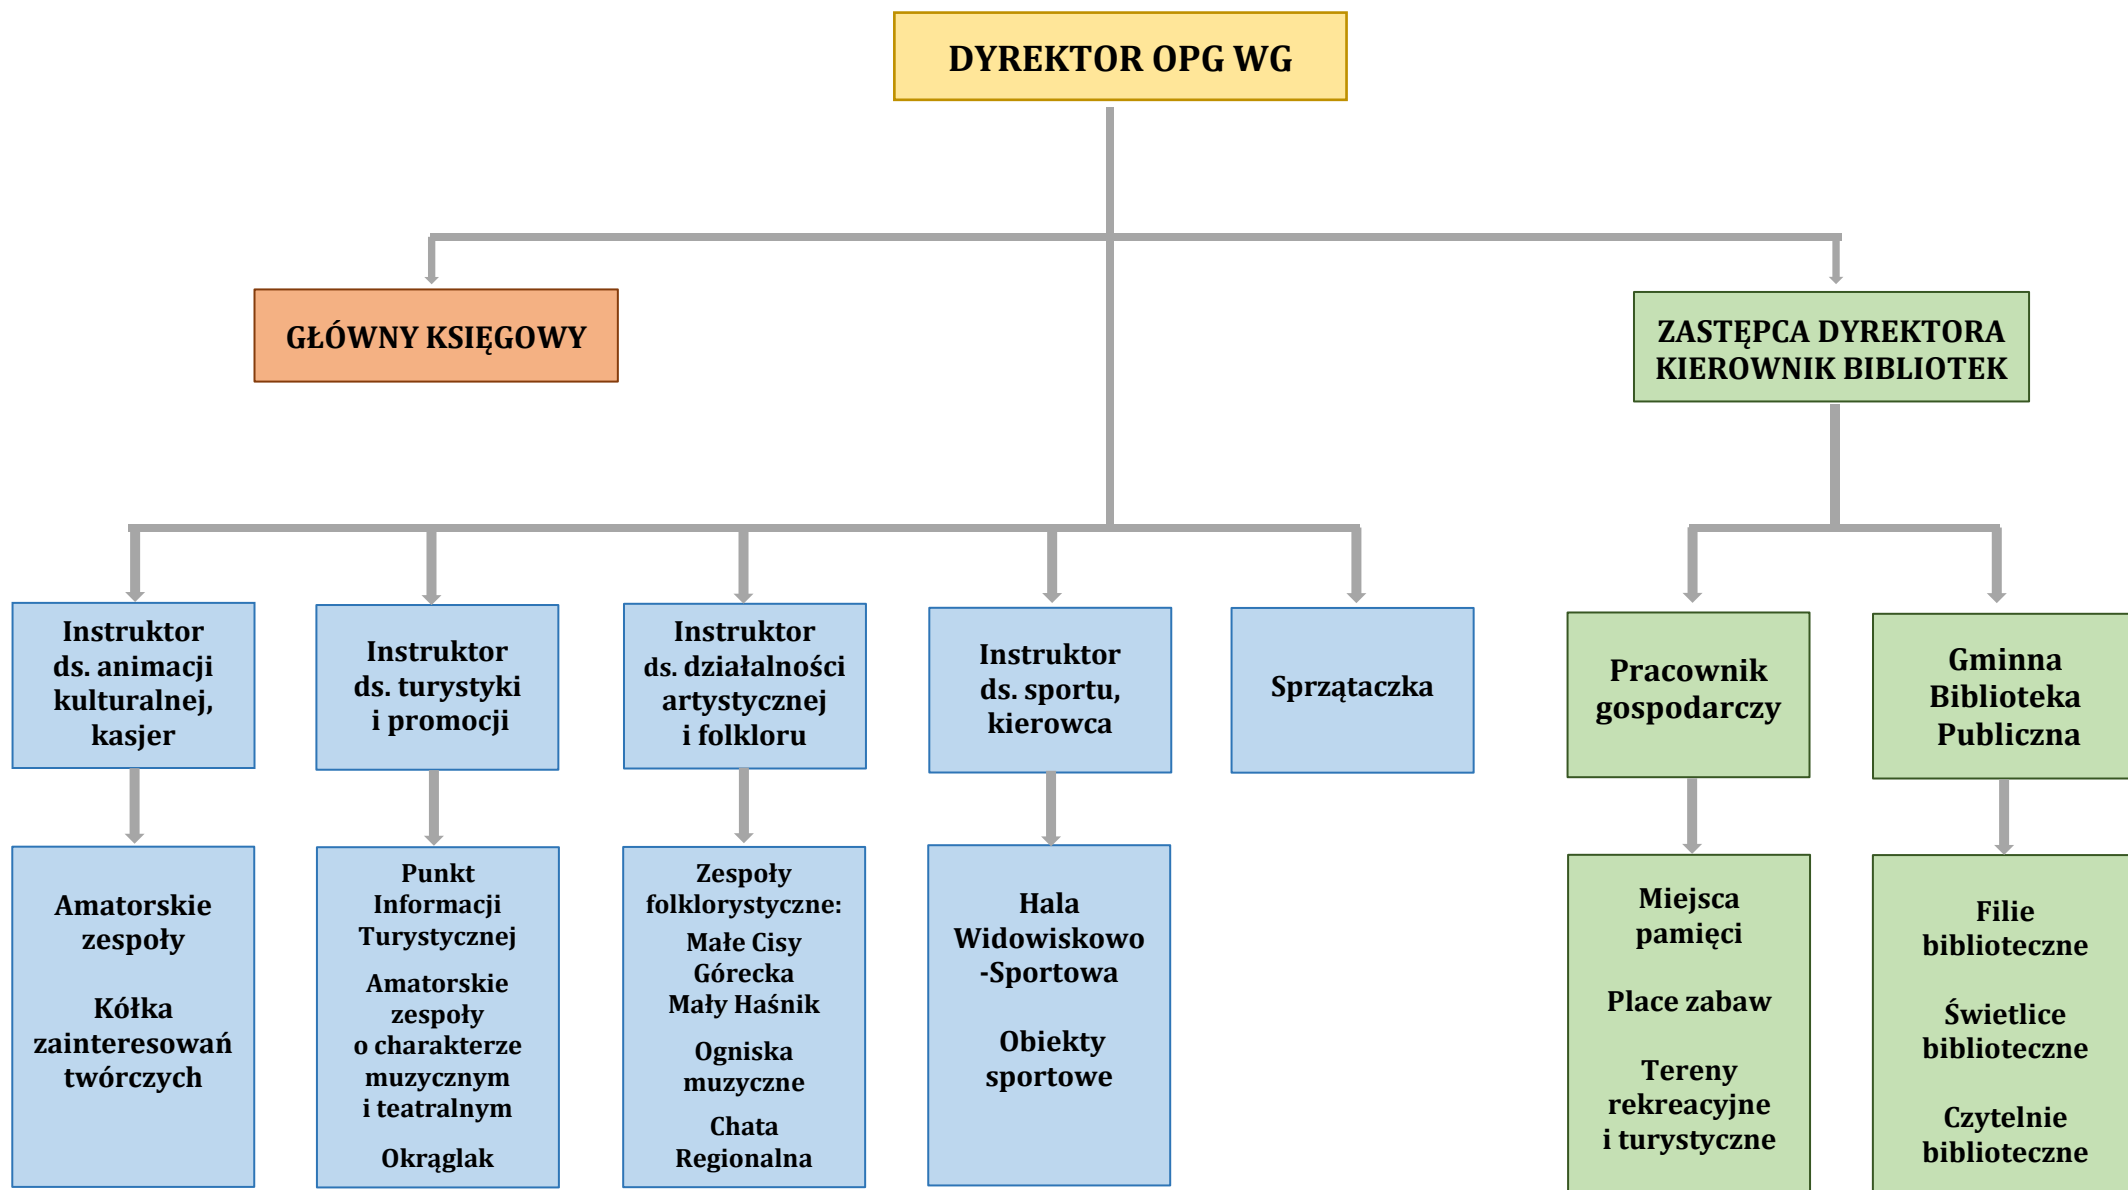 DYREKTOR OPG WG
GŁÓWNY KSIĘGOWY
ZASTĘPCA DYREKTORA
KIEROWNIK BIBLIOTEK
Instruktor
ds. animacji
kulturalnej,
kasjer
Instruktor
ds. turystyki
i promocji
Instruktor
ds. działalności
artystycznej
i folkloru
Instruktor
ds. sportu,
kierowca
Sprzątaczka
Pracownik
gospodarczy
Gminna
Biblioteka
Publiczna
Amatorskie
zespoły
Kółka
zainteresowań
twórczych
Punkt
Informacji
Turystycznej
Amatorskie
zespoły
o charakterze
muzycznym
i teatralnym
Okrąglak
Zespoły
folklorystyczne:
Małe Cisy
Górecka
Mały Haśnik
Ogniska
muzyczne
Chata
Regionalna
Hala
Widowiskowo
-Sportowa
Obiekty
sportowe
Miejsca
pamięci
Place zabaw
Tereny
rekreacyjne
i turystyczne
Filie
biblioteczne
Świetlice
biblioteczne
Czytelnie
biblioteczne